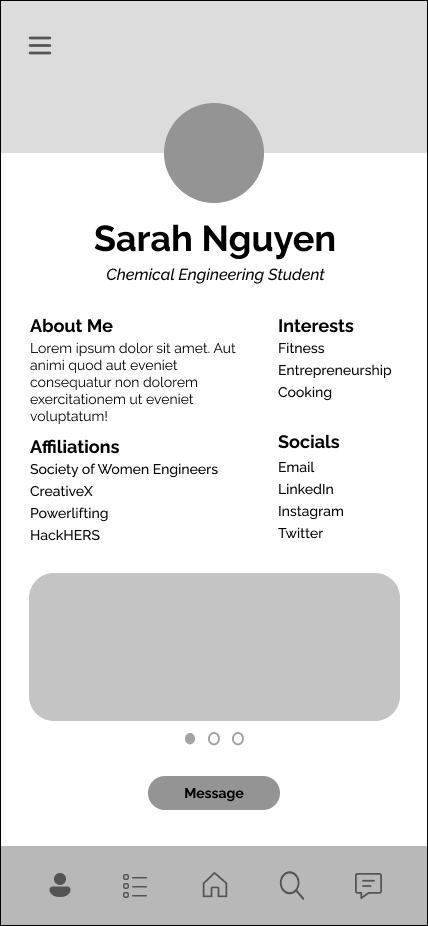 Sarah Nguyen
Chemical Engineering Student
About Me
Lorem ipsum dolor sit amet. Aut
animi quod aut eveniet
consequatur non dolorem
exercitationem ut eveniet
voluptatum!
Affiliations
Society of Women Engineers
CreativeX
Powerlifting
HackHERS
Interests
Fitness
Entrepreneurship
Cooking
Socials
Email
LinkedIn
Instagram
Twitter
Message